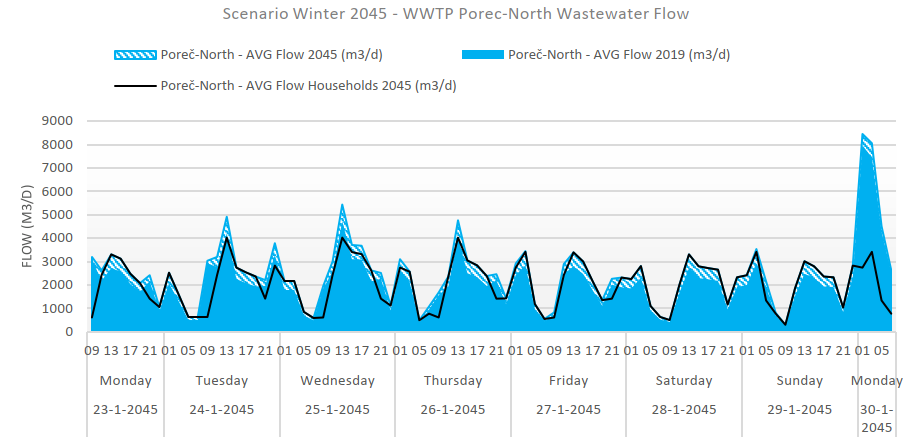 Scenario Winter 2045 - WWTP Porec-North Wastewater Flow
Poreč-North - AVG Flow 2045 (m3/d)
Poreč-North - AVG Flow 2019 (m3/d)
Poreč-North - AVG Flow Households 2045 (m3/d)
9000
8000
7000
6000
5000
4000
3000
2000
1000
0
FLOW (M3/D)
09 13 17 21 01 05 09 13 17 21 01 05 09 13 17 21 01 05 09 13 17 21 01 05 09 13 17 21 01 05 09 13 17 21 01 05 09 13 17 21 01 05
Monday Tuesday Wednesday Thursday Friday Saturday Sunday Monday
23-1-2045 24-1-2045 25-1-2045 26-1-2045 27-1-2045 28-1-2045 29-1-2045 30-1-
2045